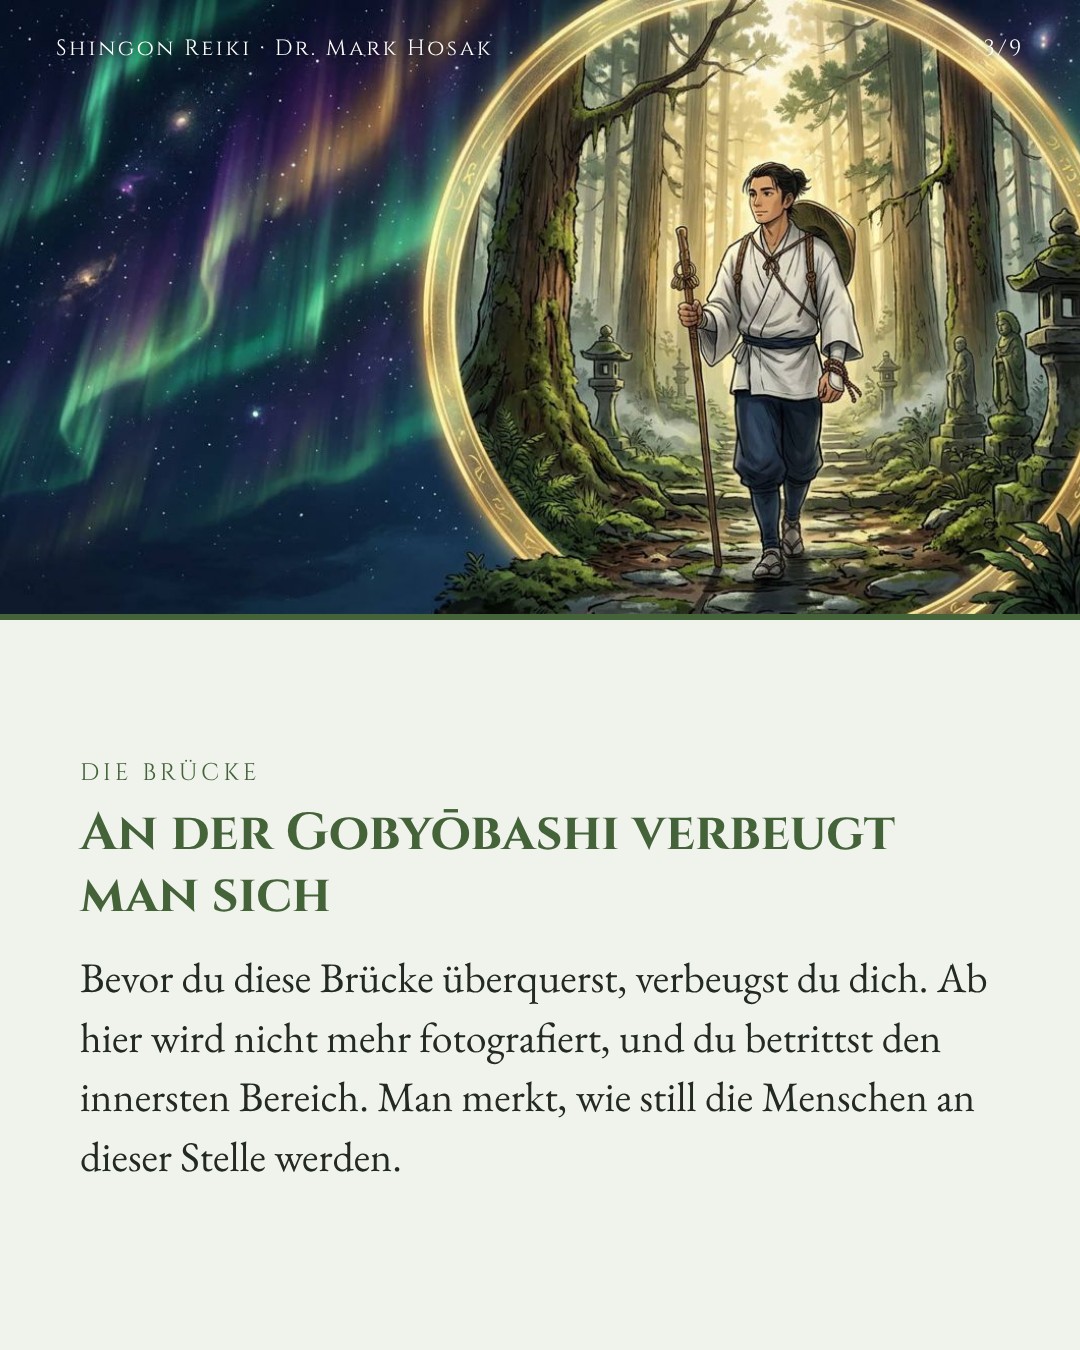 Shingon Reiki · Dr. Mark Hosak
3/9
Die Brücke
An der Gobyōbashi verbeugt
man sich
Bevor du diese Brücke überquerst, verbeugst du dich. Ab
hier wird nicht mehr fotografiert, und du betrittst den
innersten Bereich. Man merkt, wie still die Menschen an
dieser Stelle werden.